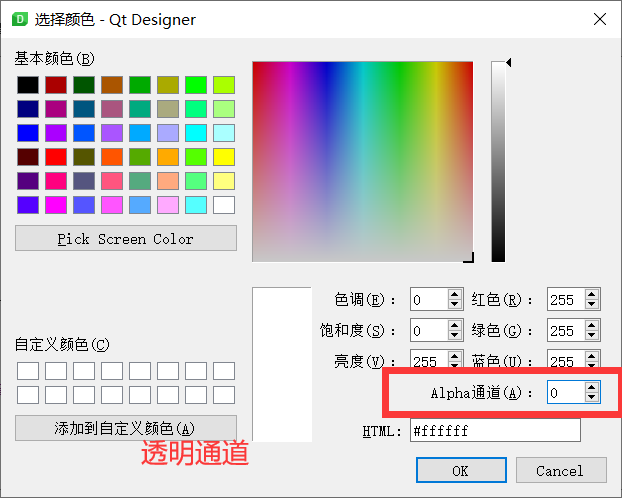 选择颜色 - Qt Designer
基本颜色(B)
Pick Screen Color
自定义颜色(C)
添加到自定义颜色(A)
透明通道
色调(E): 0 红色(R): 255
饱和度(S): 0 绿色(G): 255
亮度(V): 255 蓝色(U): 255
Alpha通道(A): 0
HTML: #ffffff
OK Cancel